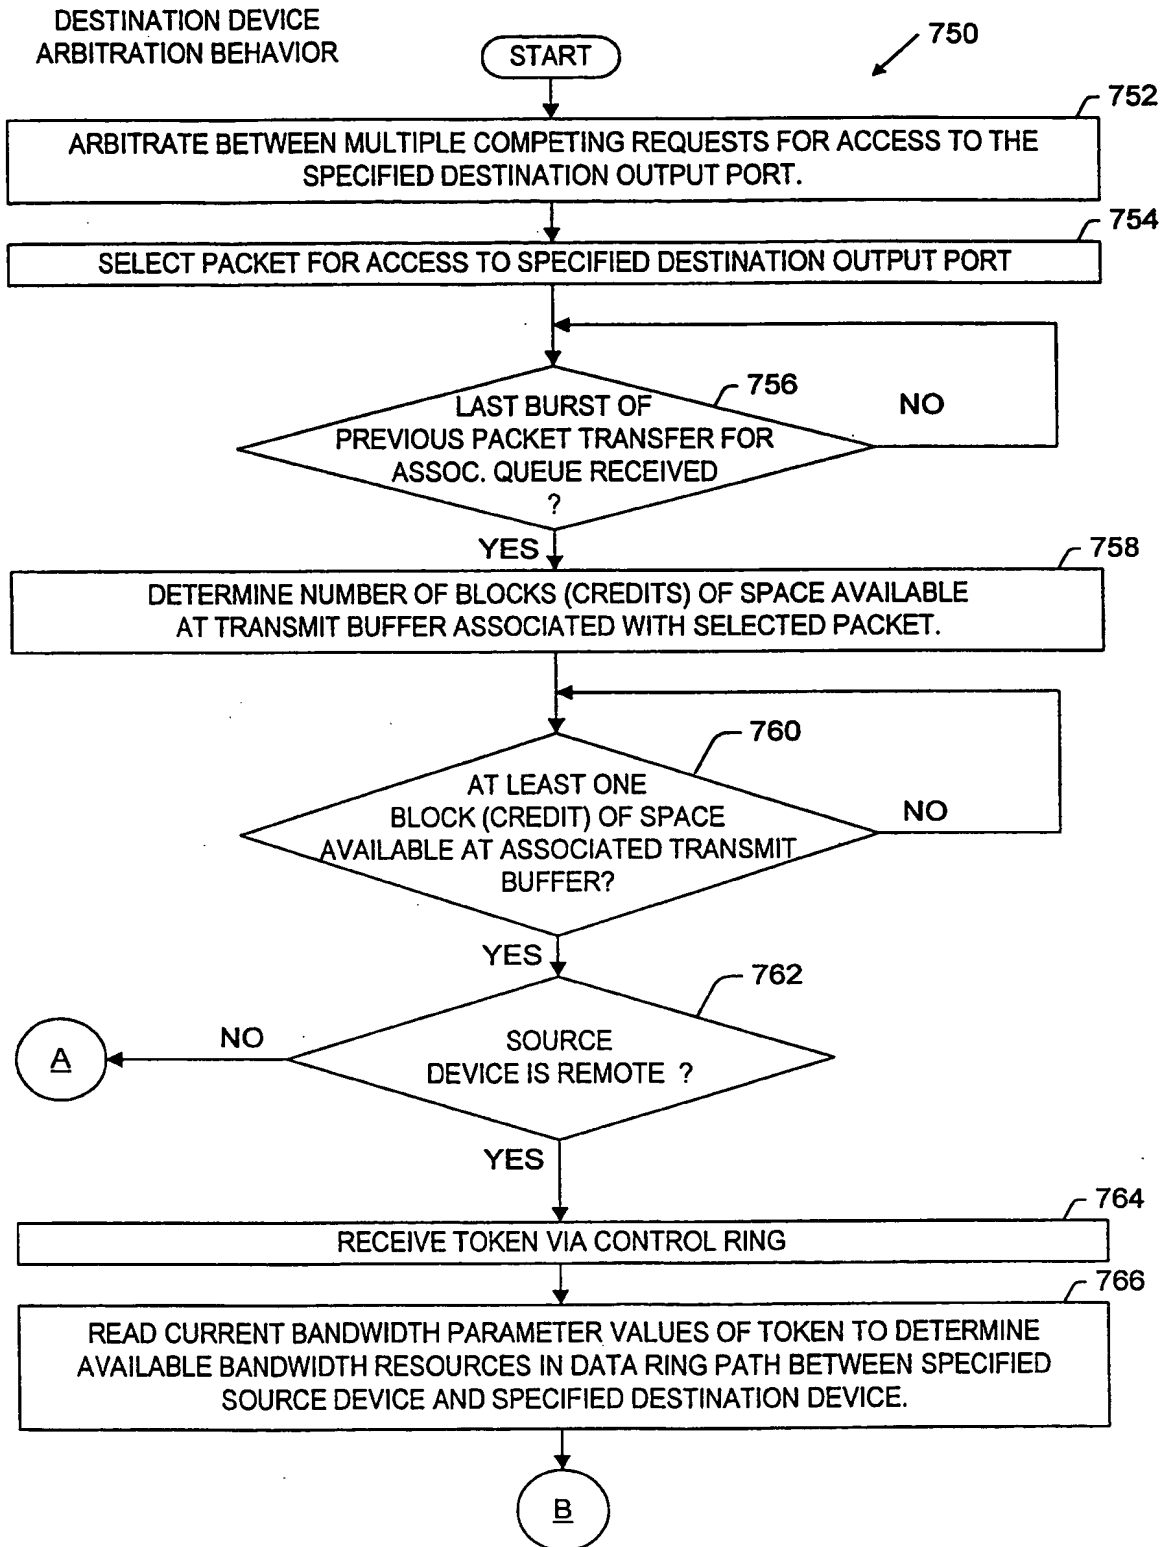 DESTINATION DEVICE
ARBITRATION BEHAVIOR
START
750
752
ARBITRATE BETWEEN MULTIPLE COMPETING REQUESTS FOR ACCESS TO THE
SPECIFIED DESTINATION OUTPUT PORT.
754
SELECT PACKET FOR ACCESS TO SPECIFIED DESTINATION OUTPUT PORT
756
LAST BURST OF
PREVIOUS PACKET TRANSFER FOR
ASSOC. QUEUE RECEIVED
?
NO
YES
758
DETERMINE NUMBER OF BLOCKS (CREDITS) OF SPACE AVAILABLE
AT TRANSMIT BUFFER ASSOCIATED WITH SELECTED PACKET.
760
AT LEAST ONE
BLOCK (CREDIT) OF SPACE
AVAILABLE AT ASSOCIATED TRANSMIT
BUFFER?
NO
YES
762
SOURCE
DEVICE IS REMOTE ?
NO
A
YES
764
RECEIVE TOKEN VIA CONTROL RING
766
READ CURRENT BANDWIDTH PARAMETER VALUES OF TOKEN TO DETERMINE
AVAILABLE BANDWIDTH RESOURCES IN DATA RING PATH BETWEEN SPECIFIED
SOURCE DEVICE AND SPECIFIED DESTINATION DEVICE.
B